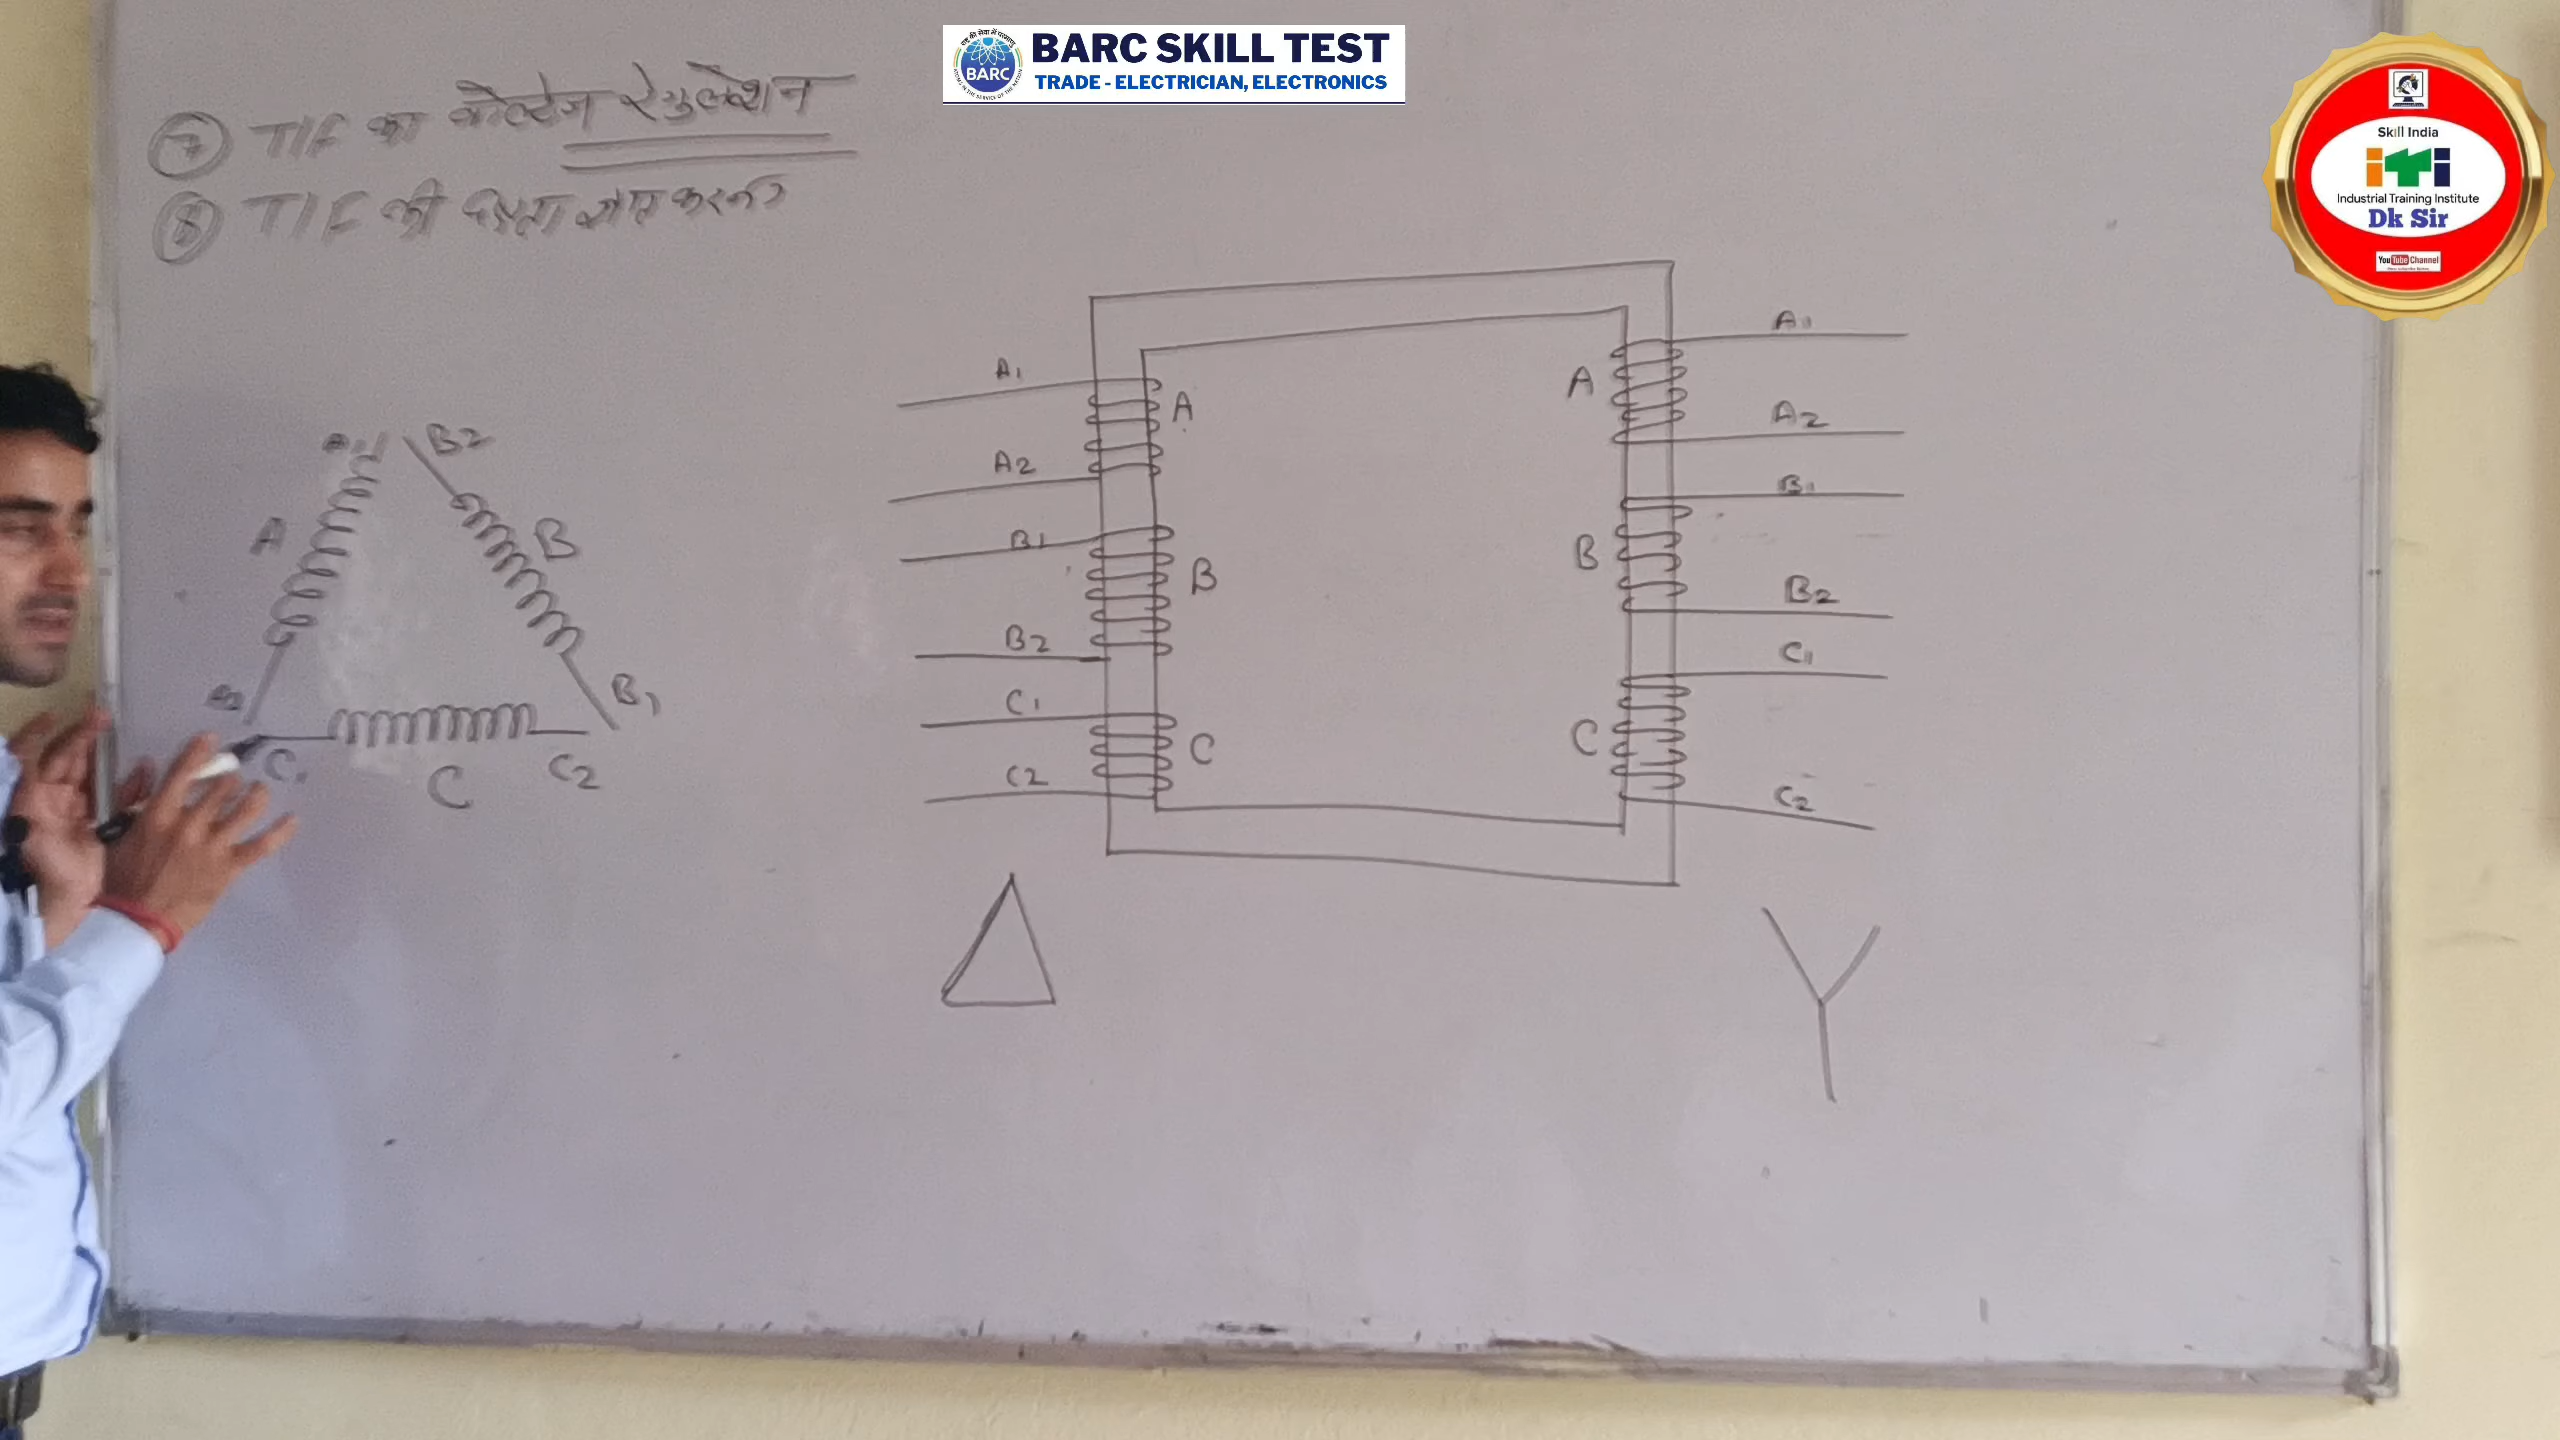 BARC SKILL TEST
TRADE - ELECTRICIAN, ELECTRONICS
BARC
Skill India
iTi
Industrial Training Institute
Dk Sir
YouTube Channel
7 T/F का वोल्टेज रेगुलेशन
8 T/F की दक्षता ज्ञात करना
B2
A
B
A2
B1
C1
C
C2
A1
A
A2
B1
B
B2
C1
C
C2
A1
A
A2
B1
B
B2
C1
C
C2
Δ
Y